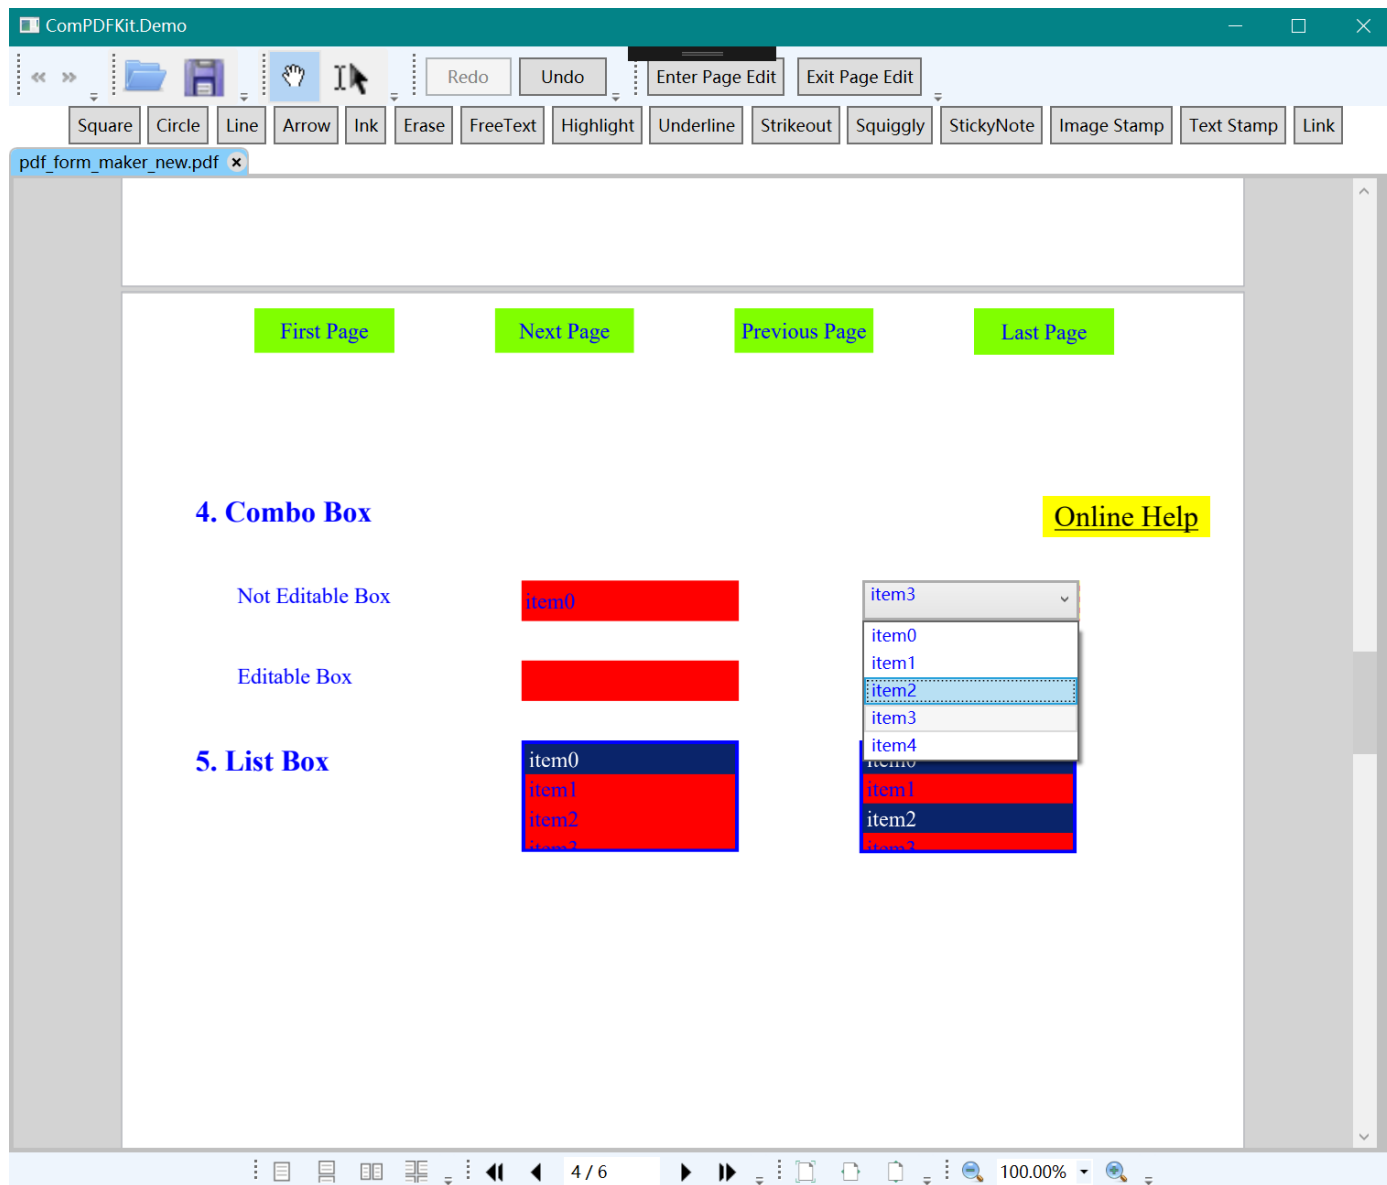 ComPDFKit.Demo
Redo Undo Enter Page Edit Exit Page Edit
Square Circle Line Arrow Ink Erase FreeText Highlight Underline Strikeout Squiggly StickyNote Image Stamp Text Stamp Link
pdf_form_maker_new.pdf
First Page Next Page Previous Page Last Page
4. Combo Box Online Help
Not Editable Box item0 item3
item0
item1
Editable Box item2
item3
item4
5. List Box item0 item0
item1 item1
item2 item2
item3 item3
4 / 6 100.00%